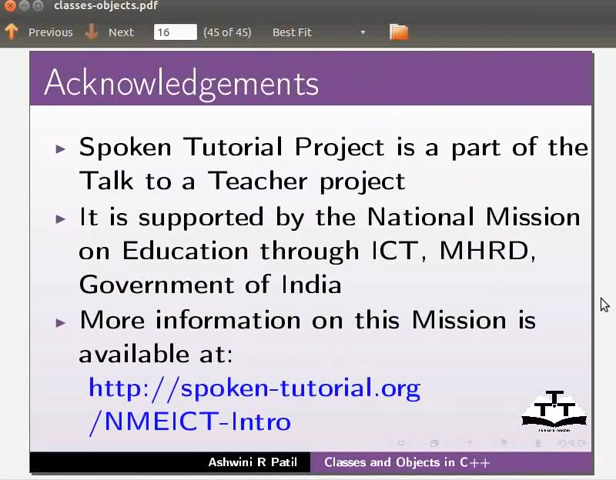 classes-objects.pdf
Previous Next 16 (45 of 45) Best Fit
Acknowledgements
Spoken Tutorial Project is a part of the
Talk to a Teacher project
It is supported by the National Mission
on Education through ICT, MHRD,
Government of India
More information on this Mission is
available at:
http://spoken-tutorial.org
/NMEICT-Intro
Ashwini R Patil Classes and Objects in C++